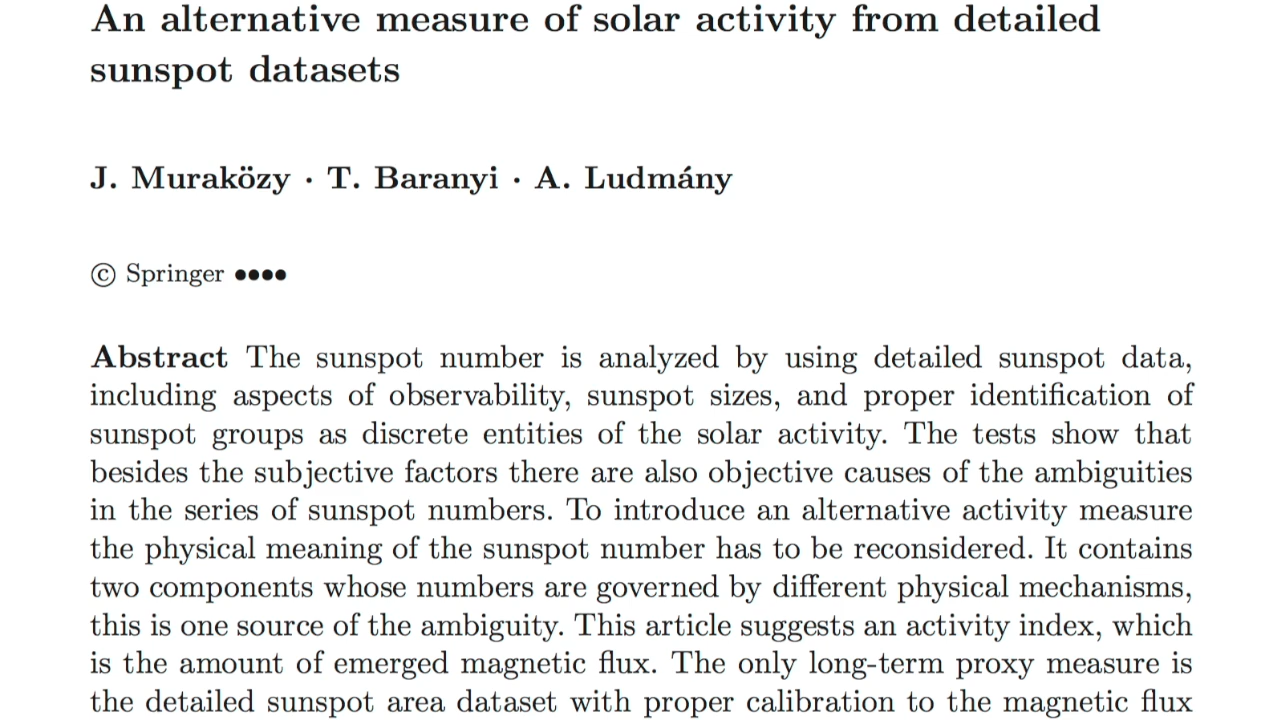 An alternative measure of solar activity from detailed
sunspot datasets
J. Muraközy · T. Baranyi · A. Ludmány
© Springer ••••
Abstract The sunspot number is analyzed by using detailed sunspot data,
including aspects of observability, sunspot sizes, and proper identification of
sunspot groups as discrete entities of the solar activity. The tests show that
besides the subjective factors there are also objective causes of the ambiguities
in the series of sunspot numbers. To introduce an alternative activity measure
the physical meaning of the sunspot number has to be reconsidered. It contains
two components whose numbers are governed by different physical mechanisms,
this is one source of the ambiguity. This article suggests an activity index, which
is the amount of emerged magnetic flux. The only long-term proxy measure is
the detailed sunspot area dataset with proper calibration to the magnetic flux